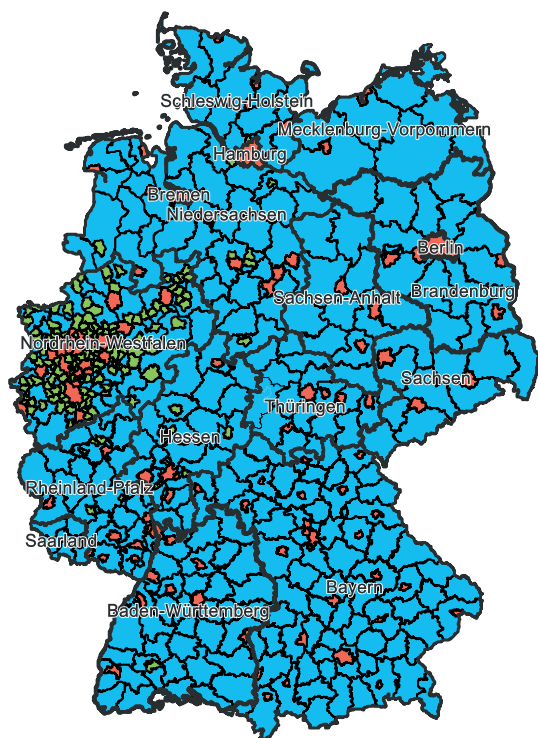 Schleswig-Holstein
Mecklenburg-Vorpommern
Hamburg
Bremen
Niedersachsen
Berlin
Sachsen-Anhalt
Brandenburg
Nordrhein-Westfalen
Sachsen
Thüringen
Hessen
Rheinland-Pfalz
Saarland
Bayern
Baden-Württemberg